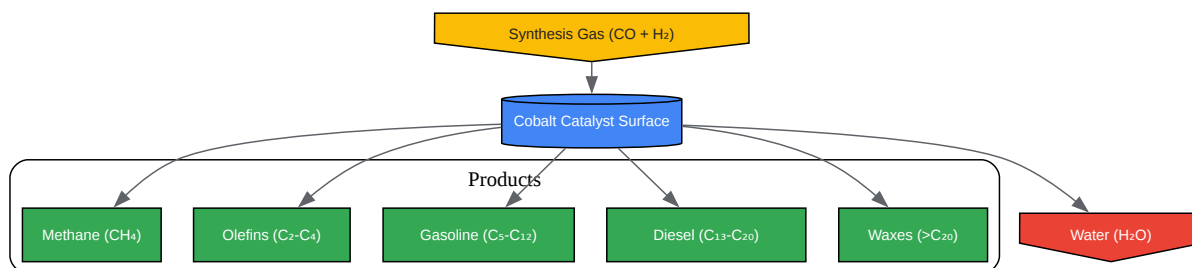 Synthesis Gas (CO + H₂)
Cobalt Catalyst Surface
Products
Methane (CH₄)
Olefins (C₂-C₄)
Gasoline (C₅-C₁₂)
Diesel (C₁₃-C₂₀)
Waxes (>C₂₀)
Water (H₂O)